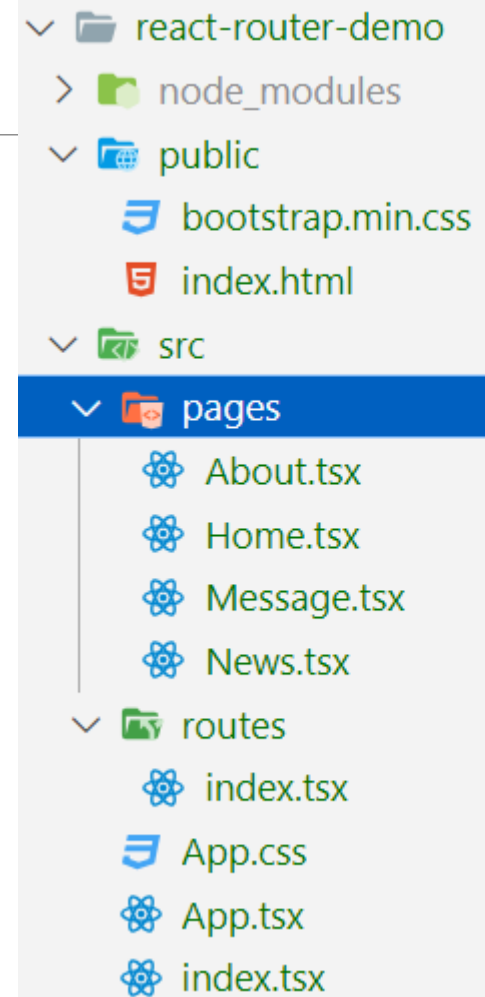 react-router-demo
node_modules
public
bootstrap.min.css
index.html
src
pages
About.tsx
Home.tsx
Message.tsx
News.tsx
routes
index.tsx
App.css
App.tsx
index.tsx